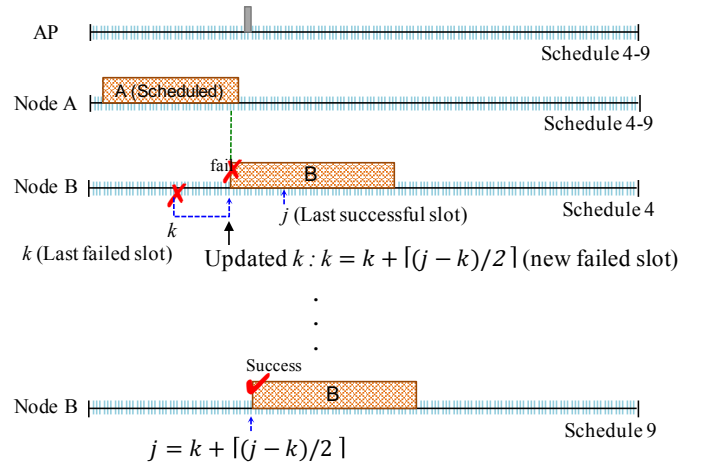 AP
Schedule 4-9
A (Scheduled)
Node A
Schedule 4-9
fail
B
Node B
k
j (Last successful slot)
Schedule 4
k (Last failed slot)
Updated k : k = k + ⌈(j − k)/2 ⌉ (new failed slot)
Success
B
Node B
Schedule 9
j = k + ⌈(j − k)/2 ⌉